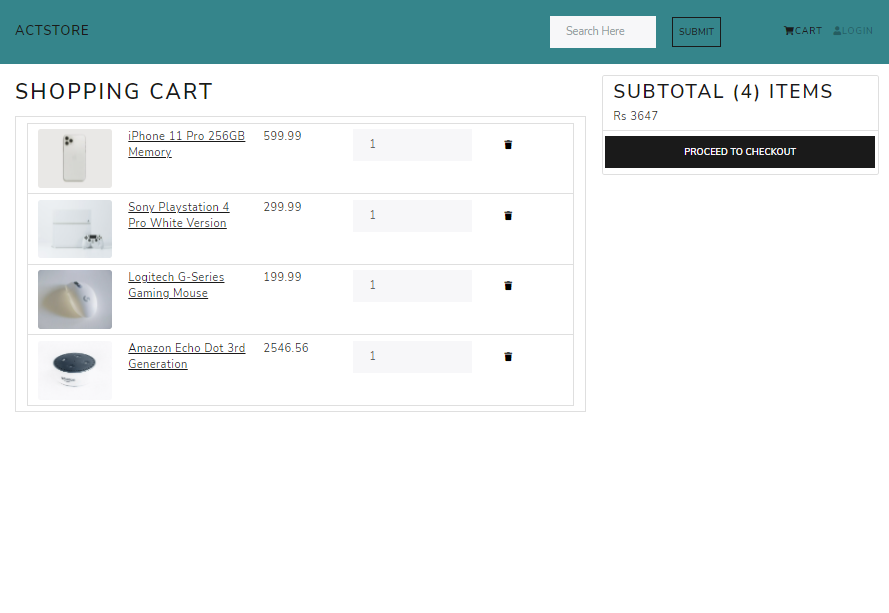 ACTSTORE
Search Here
SUBMIT
CART
LOGIN
SHOPPING CART
iPhone 11 Pro 256GB
Memory
599.99
1
Sony Playstation 4
Pro White Version
299.99
1
Logitech G-Series
Gaming Mouse
199.99
1
Amazon Echo Dot 3rd
Generation
2546.56
1
SUBTOTAL (4) ITEMS
Rs 3647
PROCEED TO CHECKOUT